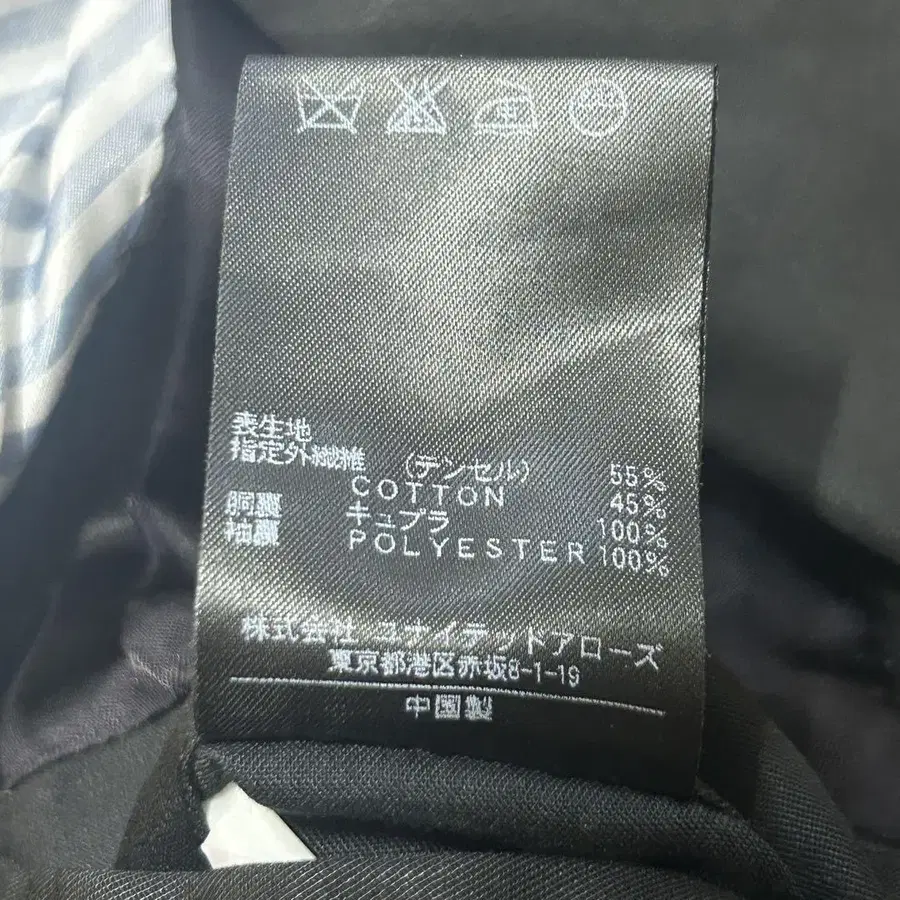 表生地
指定外繊維 (テンセル) 55%
COTTON 45%
胴裏 キュプラ 100%
袖裏 POLYESTER 100%
株式会社 ユナイテッドアローズ
東京都港区赤坂8-1-19
中国製